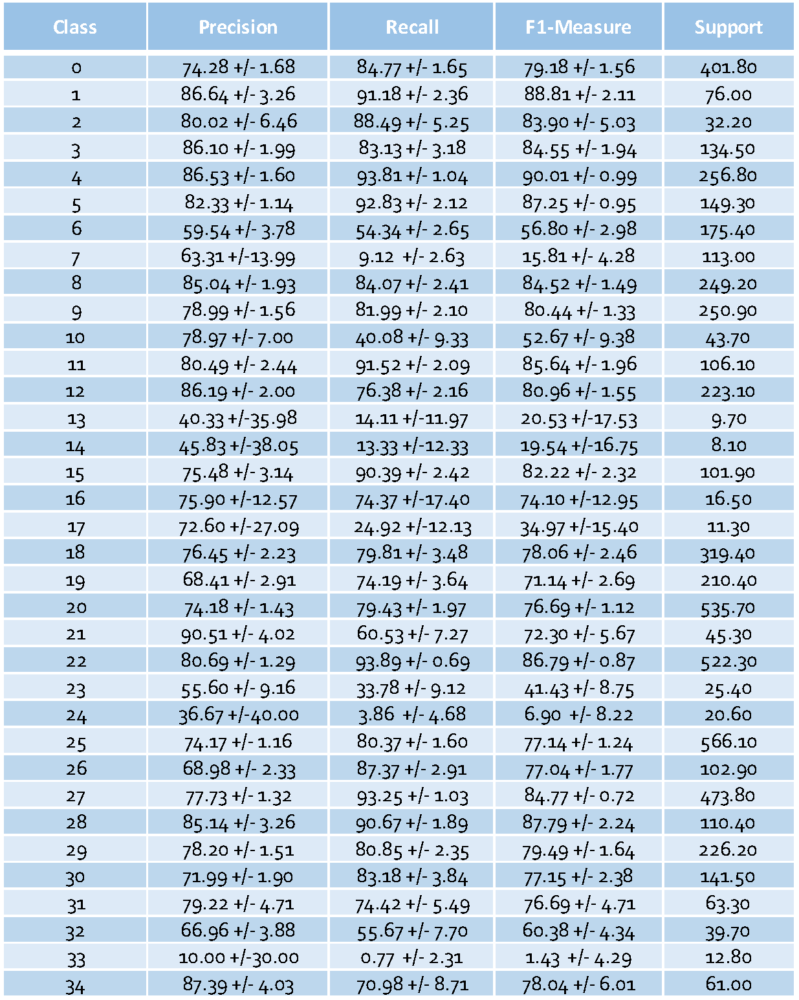 Class Precision Recall F1-Measure Support
0 74.28 +/- 1.68 84.77 +/- 1.65 79.18 +/- 1.56 401.80
1 86.64 +/- 3.26 91.18 +/- 2.36 88.81 +/- 2.11 76.00
2 80.02 +/- 6.46 88.49 +/- 5.25 83.90 +/- 5.03 32.20
3 86.10 +/- 1.99 83.13 +/- 3.18 84.55 +/- 1.94 134.50
4 86.53 +/- 1.60 93.81 +/- 1.04 90.01 +/- 0.99 256.80
5 82.33 +/- 1.14 92.83 +/- 2.12 87.25 +/- 0.95 149.30
6 59.54 +/- 3.78 54.34 +/- 2.65 56.80 +/- 2.98 175.40
7 63.31 +/-13.99 9.12 +/- 2.63 15.81 +/- 4.28 113.00
8 85.04 +/- 1.93 84.07 +/- 2.41 84.52 +/- 1.49 249.20
9 78.99 +/- 1.56 81.99 +/- 2.10 80.44 +/- 1.33 250.90
10 78.97 +/- 7.00 40.08 +/- 9.33 52.67 +/- 9.38 43.70
11 80.49 +/- 2.44 91.52 +/- 2.09 85.64 +/- 1.96 106.10
12 86.19 +/- 2.00 76.38 +/- 2.16 80.96 +/- 1.55 223.10
13 40.33 +/-35.98 14.11 +/-11.97 20.53 +/-17.53 9.70
14 45.83 +/-38.05 13.33 +/-12.33 19.54 +/-16.75 8.10
15 75.48 +/- 3.14 90.39 +/- 2.42 82.22 +/- 2.32 101.90
16 75.90 +/-12.57 74.37 +/-17.40 74.10 +/-12.95 16.50
17 72.60 +/-27.09 24.92 +/-12.13 34.97 +/-15.40 11.30
18 76.45 +/- 2.23 79.81 +/- 3.48 78.06 +/- 2.46 319.40
19 68.41 +/- 2.91 74.19 +/- 3.64 71.14 +/- 2.69 210.40
20 74.18 +/- 1.43 79.43 +/- 1.97 76.69 +/- 1.12 535.70
21 90.51 +/- 4.02 60.53 +/- 7.27 72.30 +/- 5.67 45.30
22 80.69 +/- 1.29 93.89 +/- 0.69 86.79 +/- 0.87 522.30
23 55.60 +/- 9.16 33.78 +/- 9.12 41.43 +/- 8.75 25.40
24 36.67 +/-40.00 3.86 +/- 4.68 6.90 +/- 8.22 20.60
25 74.17 +/- 1.16 80.37 +/- 1.60 77.14 +/- 1.24 566.10
26 68.98 +/- 2.33 87.37 +/- 2.91 77.04 +/- 1.77 102.90
27 77.73 +/- 1.32 93.25 +/- 1.03 84.77 +/- 0.72 473.80
28 85.14 +/- 3.26 90.67 +/- 1.89 87.79 +/- 2.24 110.40
29 78.20 +/- 1.51 80.85 +/- 2.35 79.49 +/- 1.64 226.20
30 71.99 +/- 1.90 83.18 +/- 3.84 77.15 +/- 2.38 141.50
31 79.22 +/- 4.71 74.42 +/- 5.49 76.69 +/- 4.71 63.30
32 66.96 +/- 3.88 55.67 +/- 7.70 60.38 +/- 4.34 39.70
33 10.00 +/-30.00 0.77 +/- 2.31 1.43 +/- 4.29 12.80
34 87.39 +/- 4.03 70.98 +/- 8.71 78.04 +/- 6.01 61.00